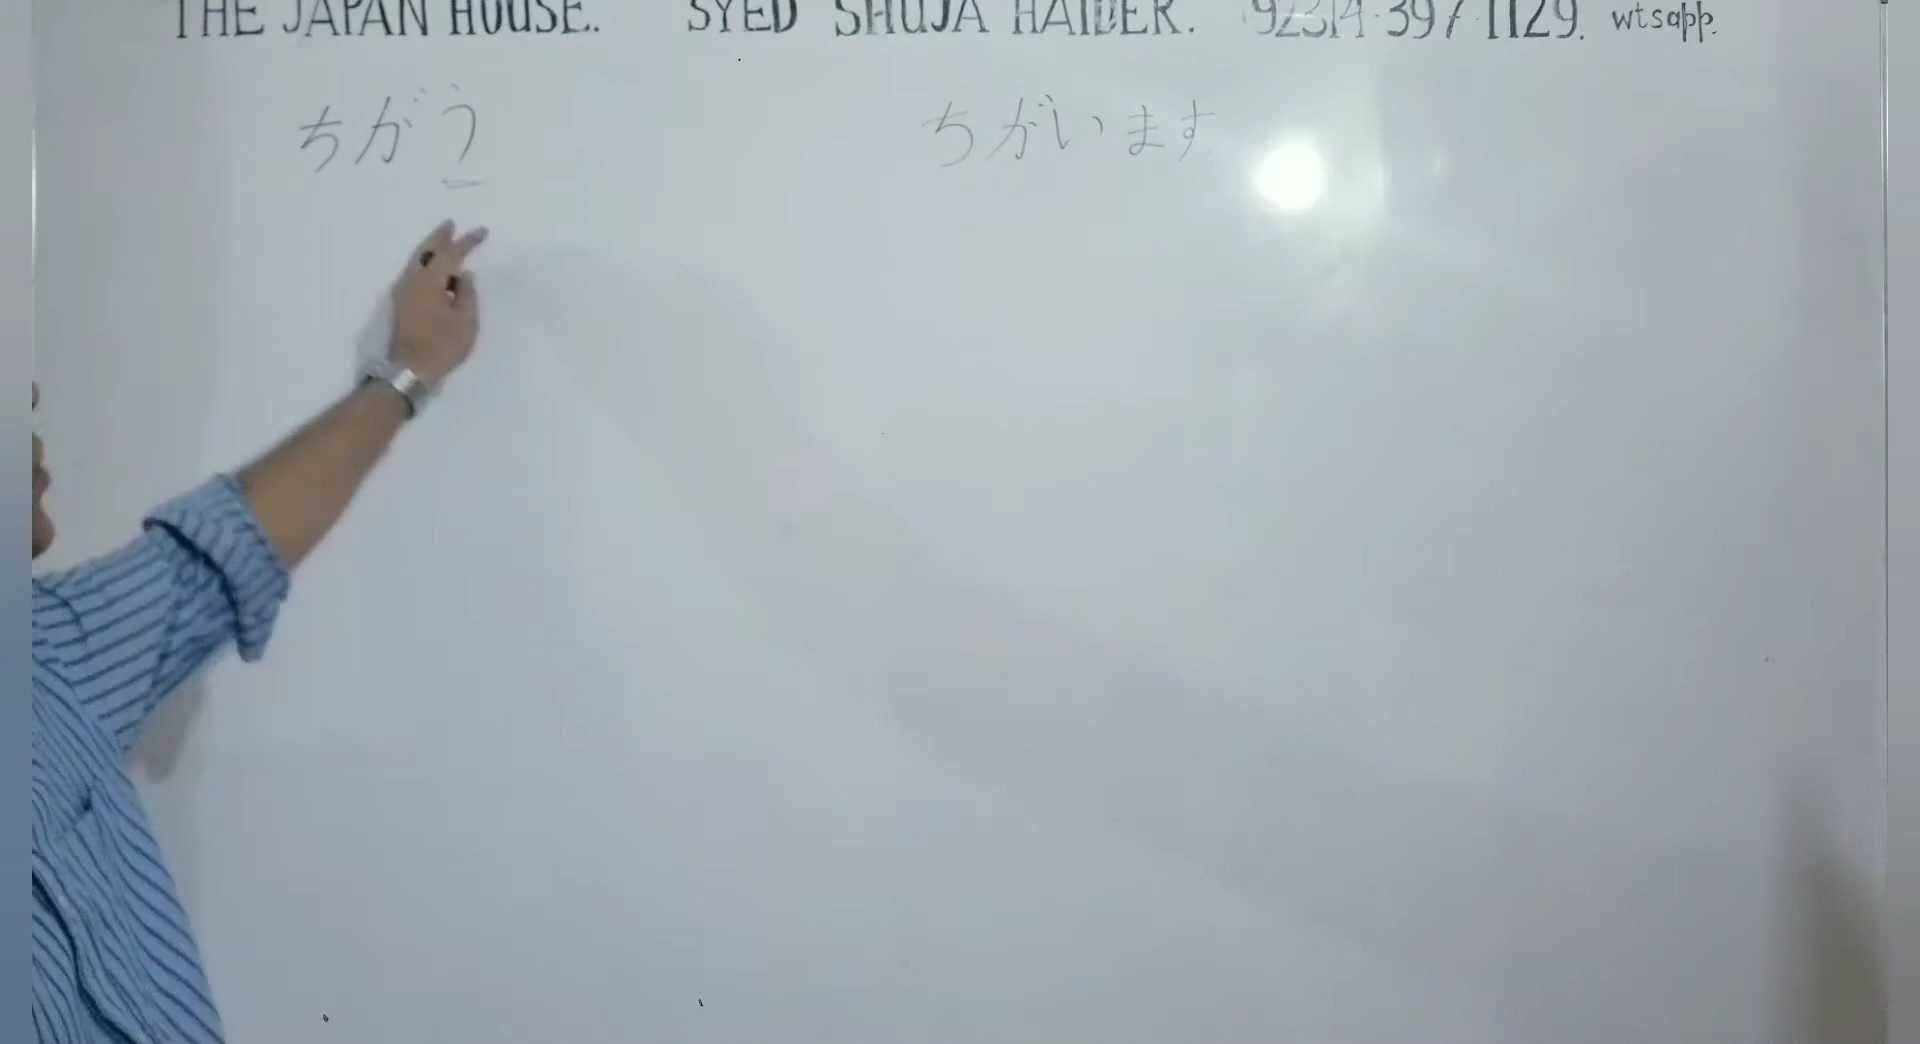 THE JAPAN HOUSE. SYED SHUJA HAIDER. 92314-397-1129. wtsapp.
ちがう ちがいます